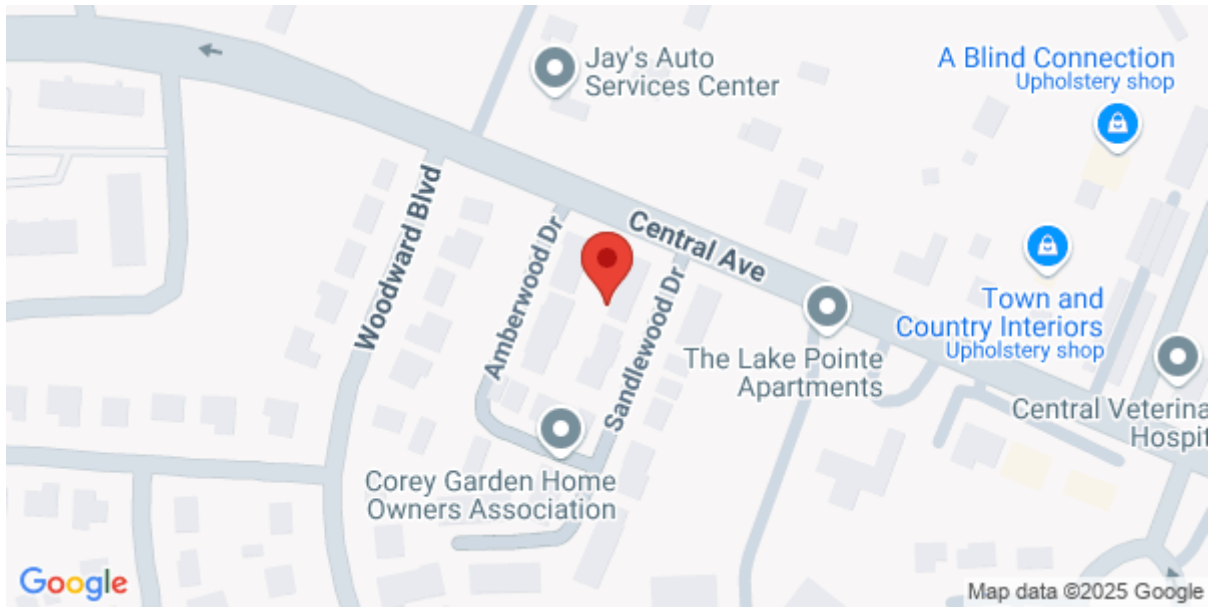 Jay's Auto
Services Center
A Blind Connection
Upholstery shop
Woodward Blvd
Amberwood Dr
Central Ave
Sandlewood Dr
Town and
Country Interiors
Upholstery shop
The Lake Pointe
Apartments
Central Veterina
Hospit
Corey Garden Home
Owners Association
Google
Map data ©2025 Google